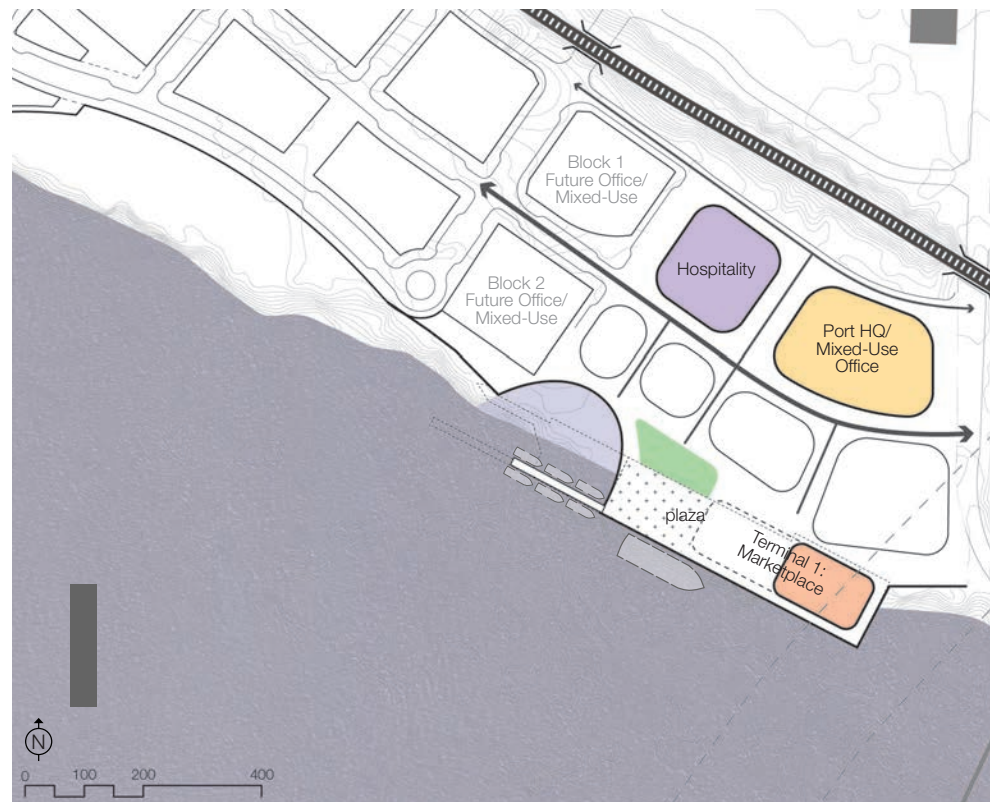 Block 1
Future Office/
Mixed-Use
Hospitality
Block 2
Future Office/
Mixed-Use
Port HQ/
Mixed-Use
Office
plaza
Terminal 1:
Marketplace
N
0 100 200 400